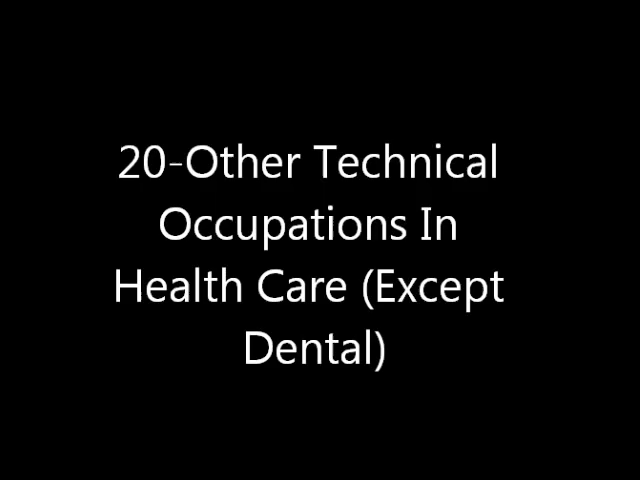 20-Other Technical
Occupations In
Health Care (Except
Dental)